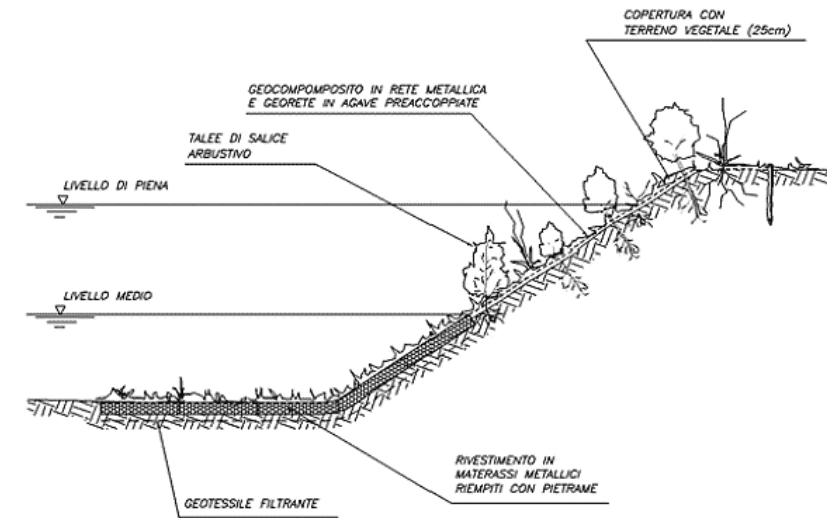 COPERTURA CON
TERRENO VEGETALE (25cm)
GEOCOMPOMPOSITO IN RETE METALLICA
E GEORETE IN AGAVE PREACCOPPIATE
TALEE DI SALICE
ARBUSTIVO
LIVELLO DI PIENA
LIVELLO MEDIO
RIVESTIMENTO IN
MATERASSI METALLICI
RIEMPITI CON PIETRAME
GEOTESSILE FILTRANTE